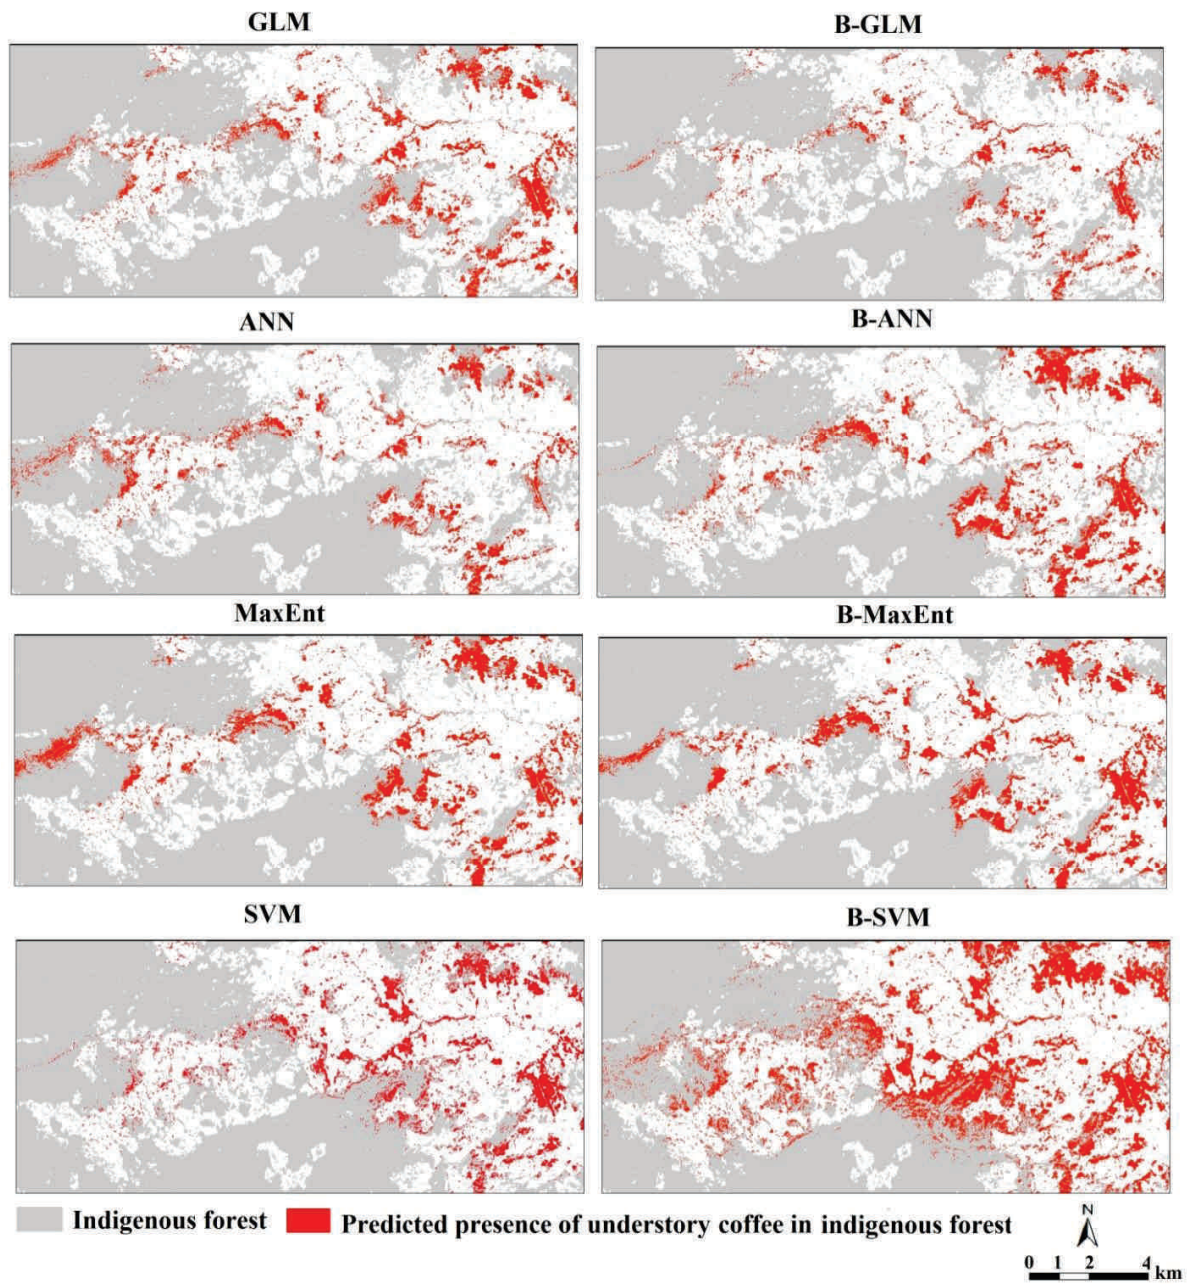 GLM
B-GLM
ANN
B-ANN
MaxEnt
B-MaxEnt
SVM
B-SVM
Indigenous forest
Predicted presence of understory coffee in indigenous forest
N
0 1 2 4 km